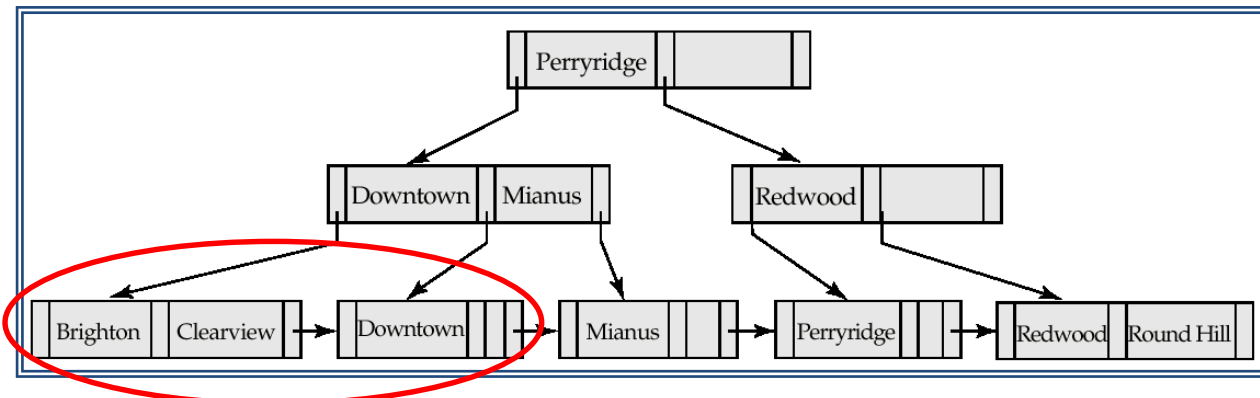 Perryridge
Downtown Mianus Redwood
Brighton Clearview Downtown Mianus Perryridge Redwood Round Hill